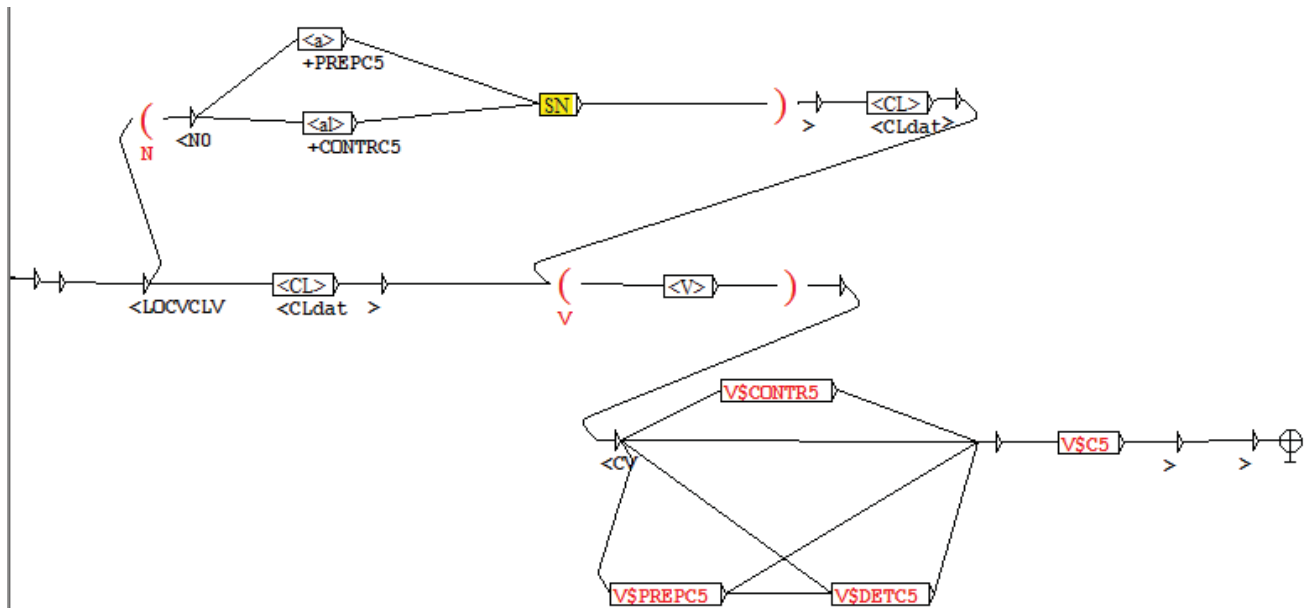 <a>
+PREPC5
SN
( <N0 ) > <CL>
N <al> <CLdat >
+CONTRC5
<CL> ( <V> )
<LOCVCLV <CLdat > V
V$CONTR5
<CV V$C5 > >
V$PREPC5 V$DETC5